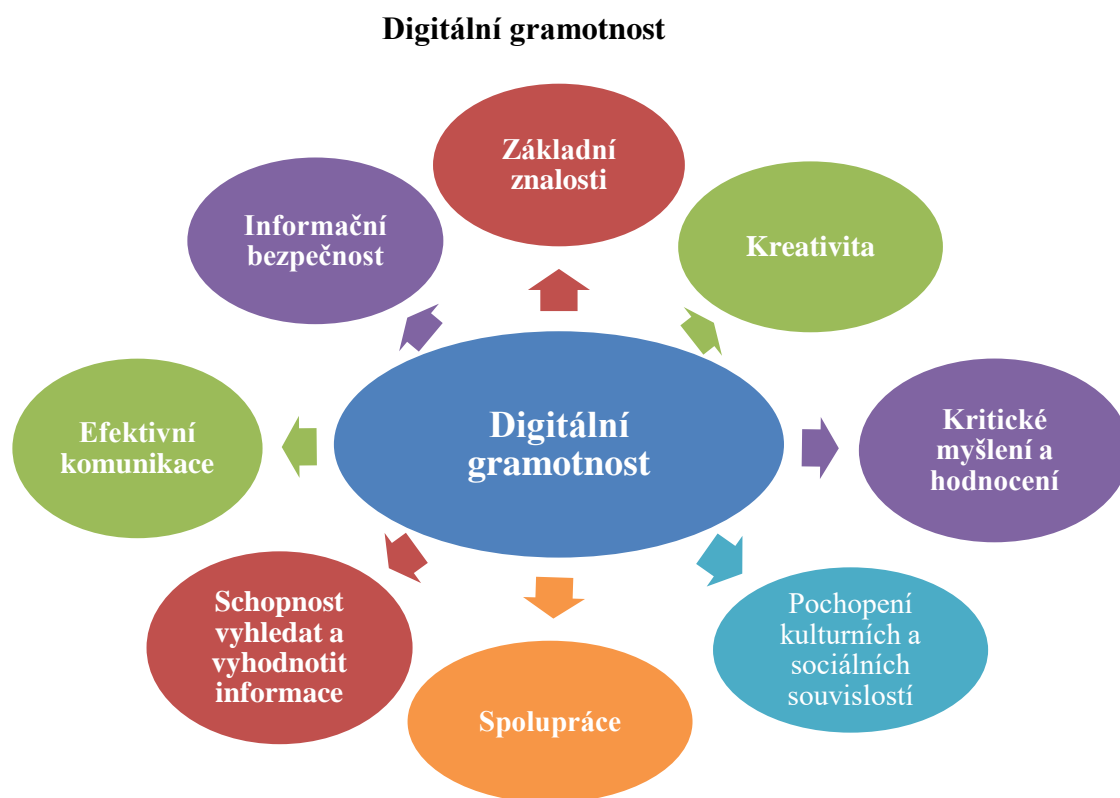 Digitální gramotnost
Základní
znalosti
Kreativita
Kritické
myšlení a
hodnocení
Pochopení
kulturních a
sociálních
souvislostí
Spolupráce
Schopnost
vyhledat a
vyhodnotit
informace
Efektivní
komunikace
Informační
bezpečnost
Digitální
gramotnost